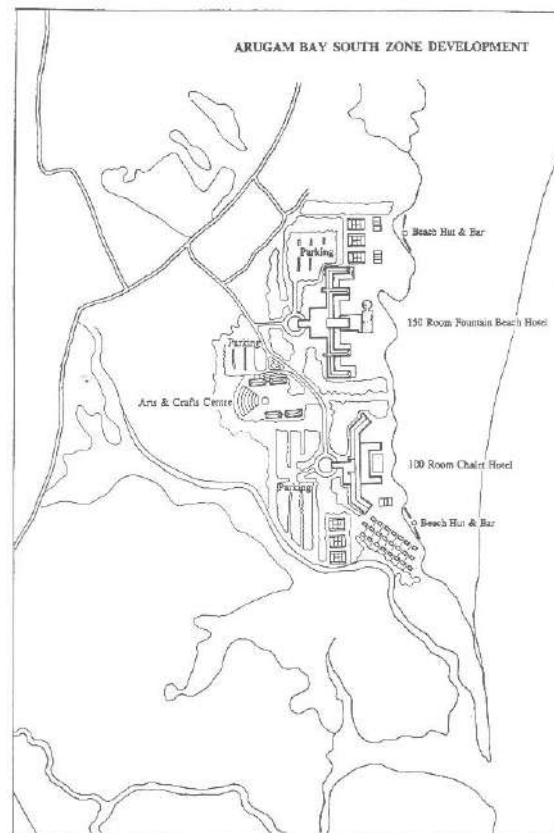 ARUGAM BAY SOUTH ZONE DEVELOPMENT
Beach Hut & Bar
Parking
150 Room Fountain Beach Hotel
Parking
Arts & Crafts Centre
100 Room Chalet Hotel
Parking
Beach Hut & Bar